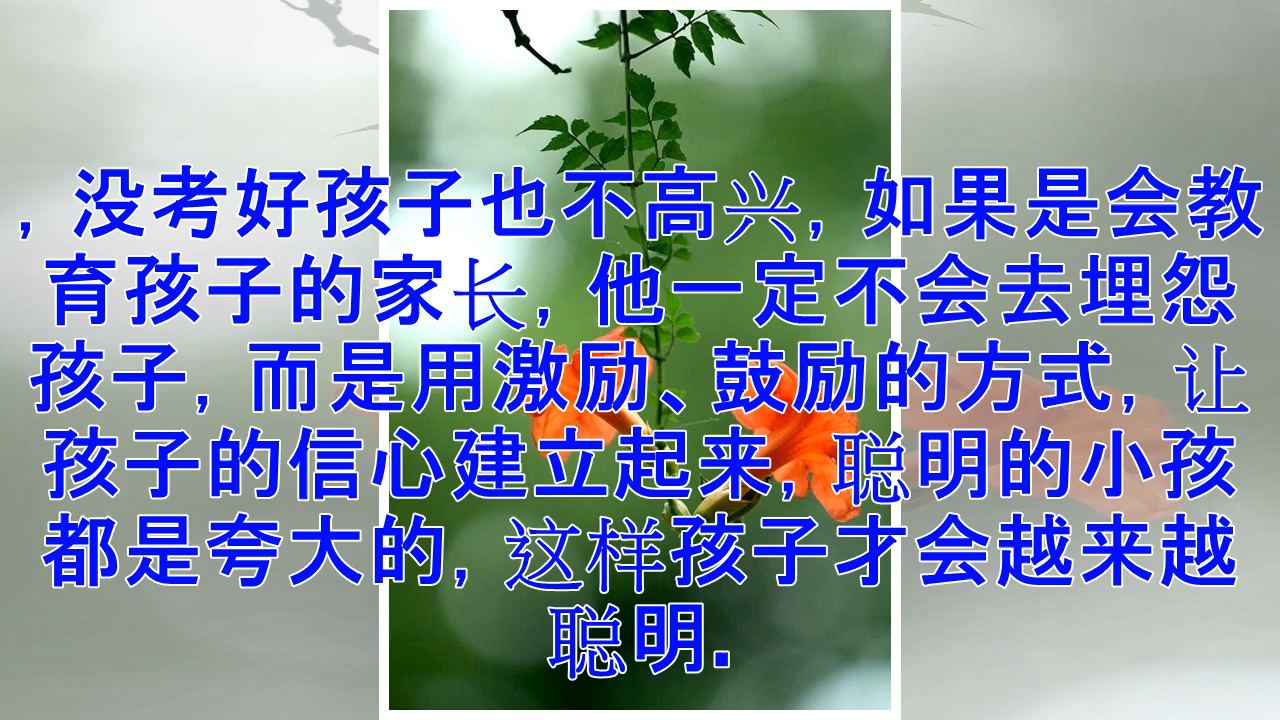 , 没考好孩子也不高兴, 如果是会教
育孩子的家长, 他一定不会去埋怨
孩子, 而是用激励、鼓励的方式, 让
孩子的信心建立起来, 聪明的小孩
都是夸大的, 这样孩子才会越来越
聪明.